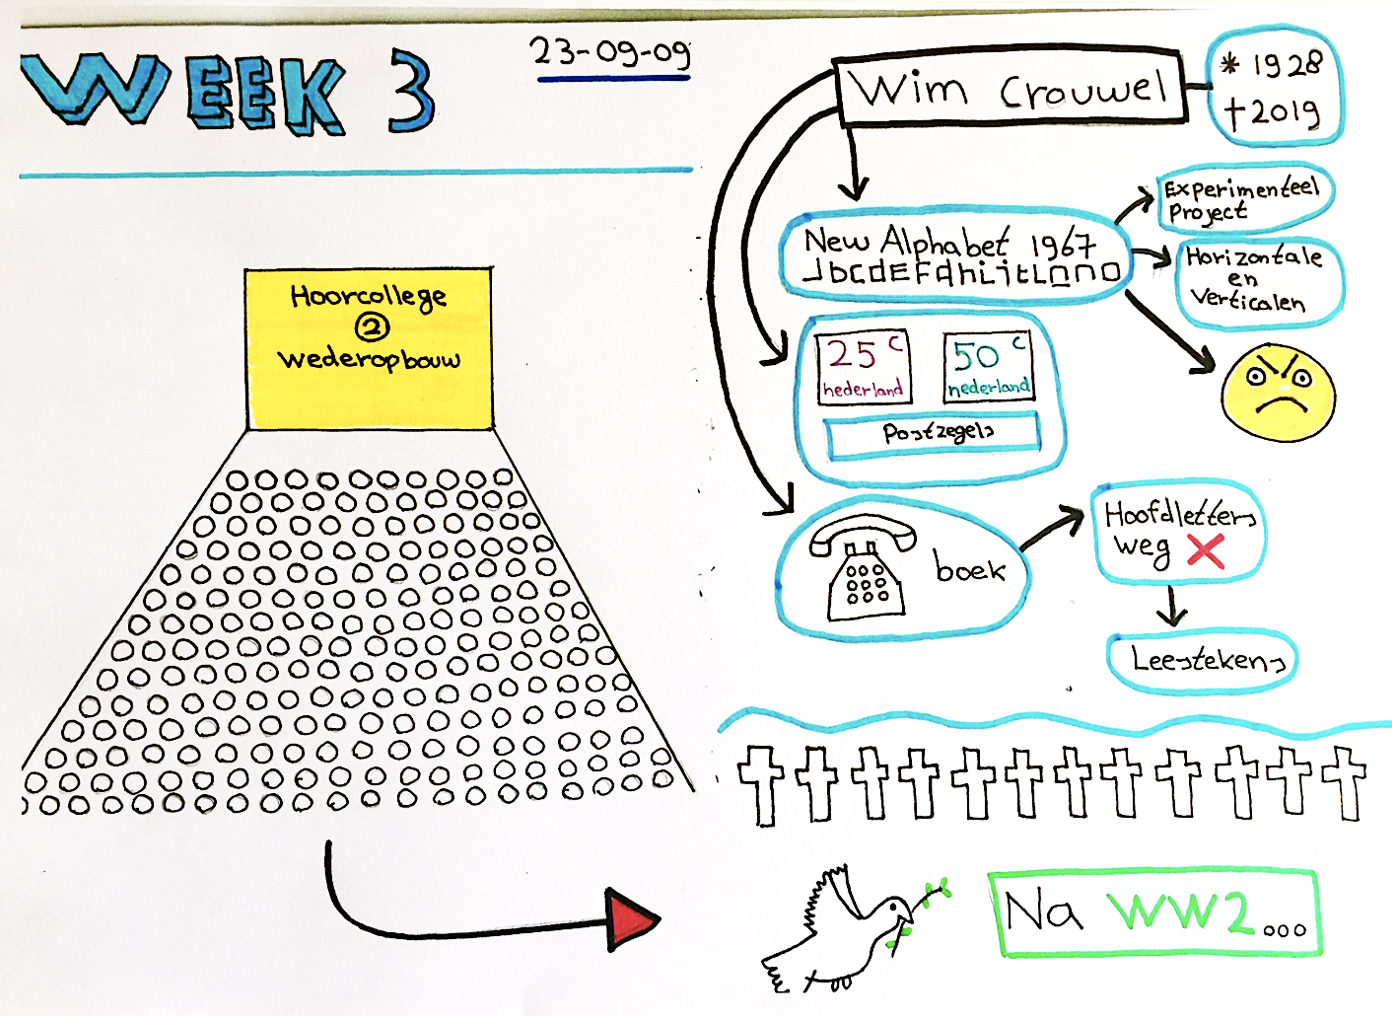 WEEK 3
23-09-09
Hoorcollege
2
wederopbouw
Wim Crouwel
* 1928
†2019
New Alphabet 1967
Experimenteel
Project
Horizontale
en
Verticalen
25 c
nederland
50 c
nederland
Postzegels
boek
Hoofdletters
weg
Leestekens
Na WW2...